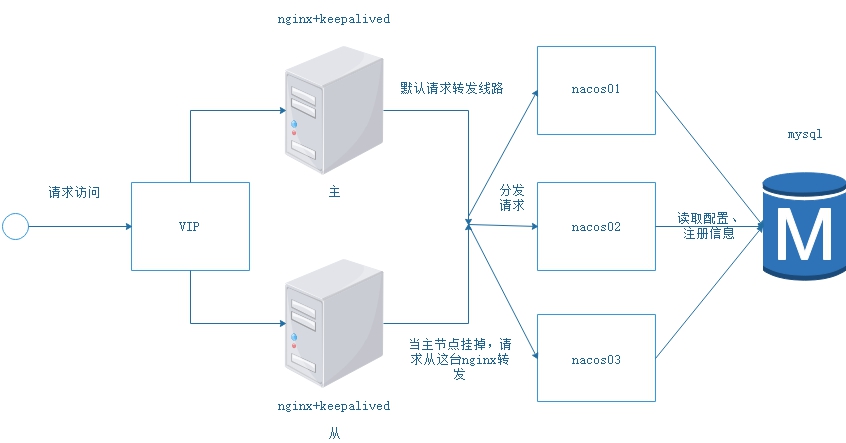 nginx+keepalived
默认请求转发线路
nacos01
mysql
请求访问
主
VIP
分发
请求
nacos02
读取配置、
注册信息
M
当主节点挂掉，请
求从这台nginx转
发
nacos03
nginx+keepalived
从